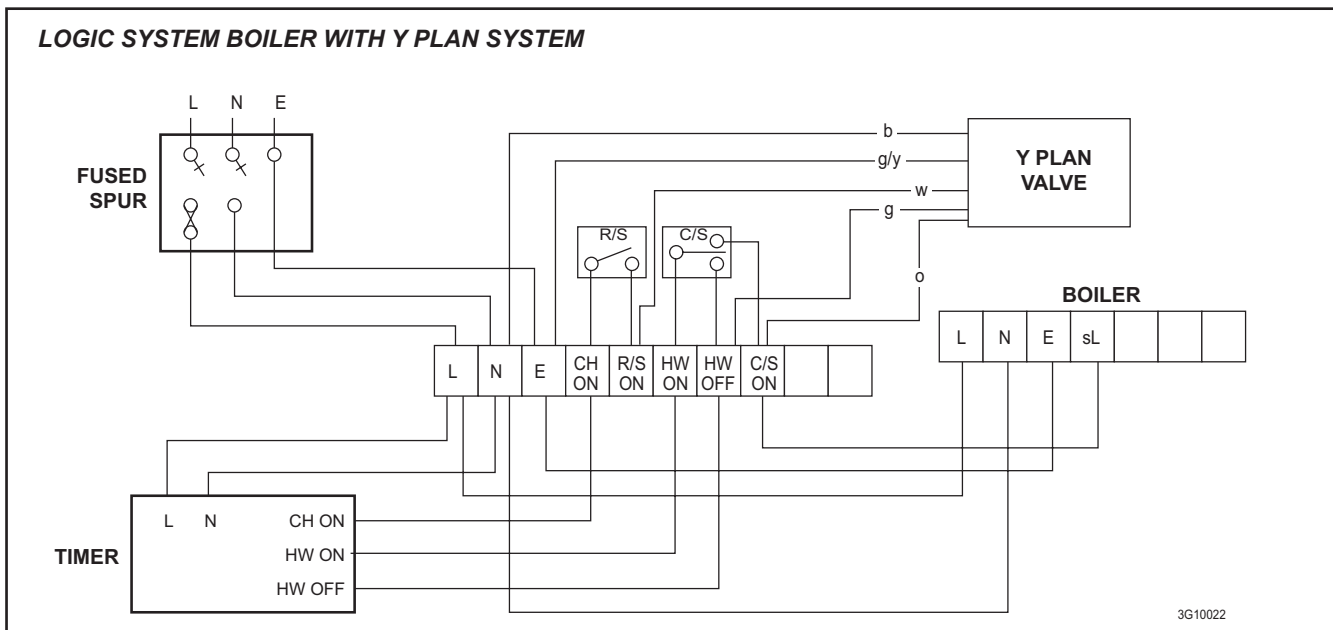 LOGIC SYSTEM BOILER WITH Y PLAN SYSTEM
L N E
FUSED
SPUR
b
g/y
w
g
o
Y PLAN
VALVE
R/S
C/S
BOILER
L N E sL
L N E CH ON R/S ON HW ON HW OFF C/S ON
L N
CH ON
TIMER
HW ON
HW OFF
3G10022